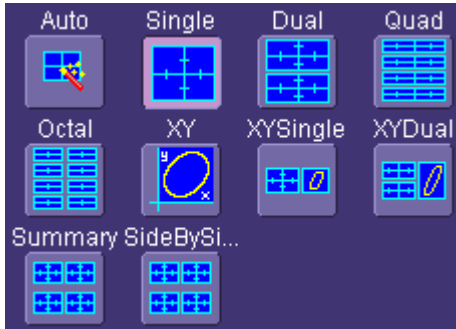 Auto Single Dual Quad
Octal XY XYSingle XYDual
y
x
Summary SideBySi...